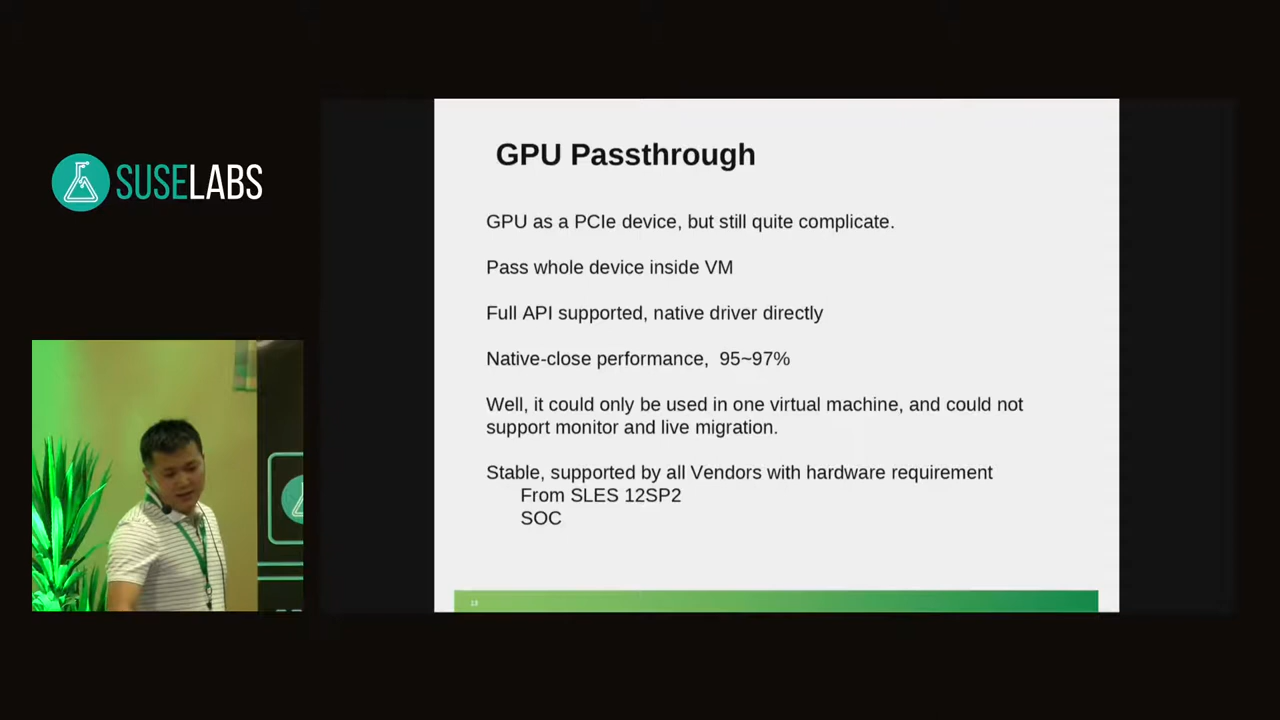 SUSELABS
GPU Passthrough
GPU as a PCIe device, but still quite complicate.
Pass whole device inside VM
Full API supported, native driver directly
Native-close performance,  95~97%
Well, it could only be used in one virtual machine, and could not
support monitor and live migration.
Stable, supported by all Vendors with hardware requirement
From SLES 12SP2
SOC